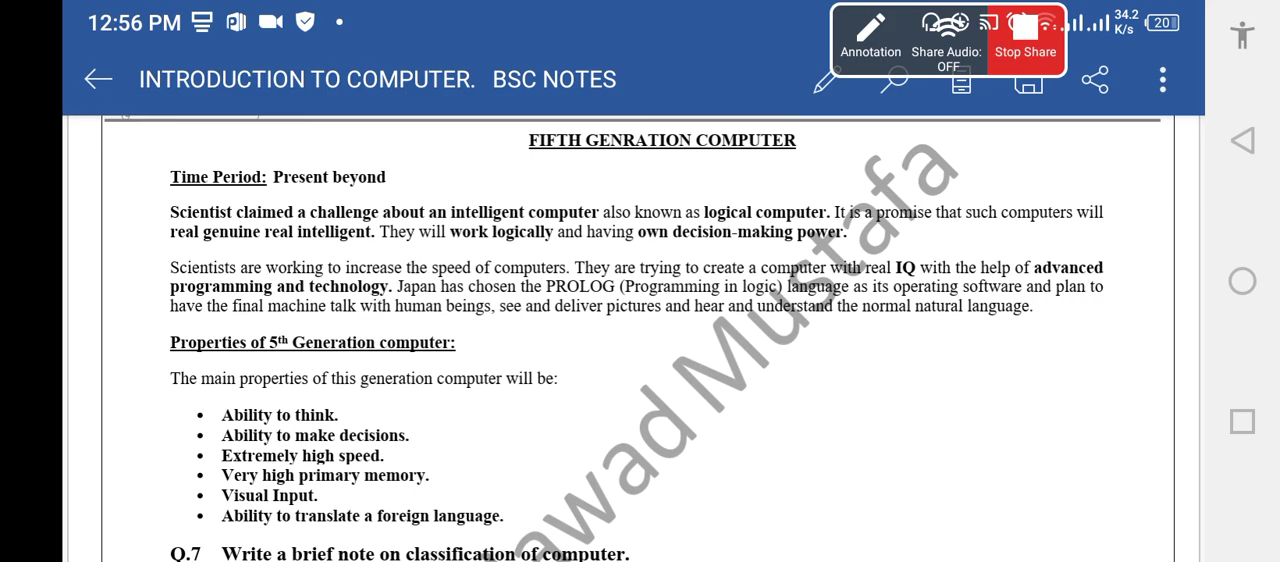 12:56 PM
34.2
K/s
20
Annotation
Share Audio:
OFF
Stop Share
INTRODUCTION TO COMPUTER. BSC NOTES
FIFTH GENRATION COMPUTER
Time Period: Present beyond
Scientist claimed a challenge about an intelligent computer also known as logical computer. It is a promise that such computers will
real genuine real intelligent. They will work logically and having own decision-making power.
Scientists are working to increase the speed of computers. They are trying to create a computer with real IQ with the help of advanced
programming and technology. Japan has chosen the PROLOG (Programming in logic) language as its operating software and plan to
have the final machine talk with human beings, see and deliver pictures and hear and understand the normal natural language.
Properties of 5th Generation computer:
The main properties of this generation computer will be:
• Ability to think.
• Ability to make decisions.
• Extremely high speed.
• Very high primary memory.
• Visual Input.
• Ability to translate a foreign language.
Q.7 Write a brief note on classification of computer.
awad Mustafa